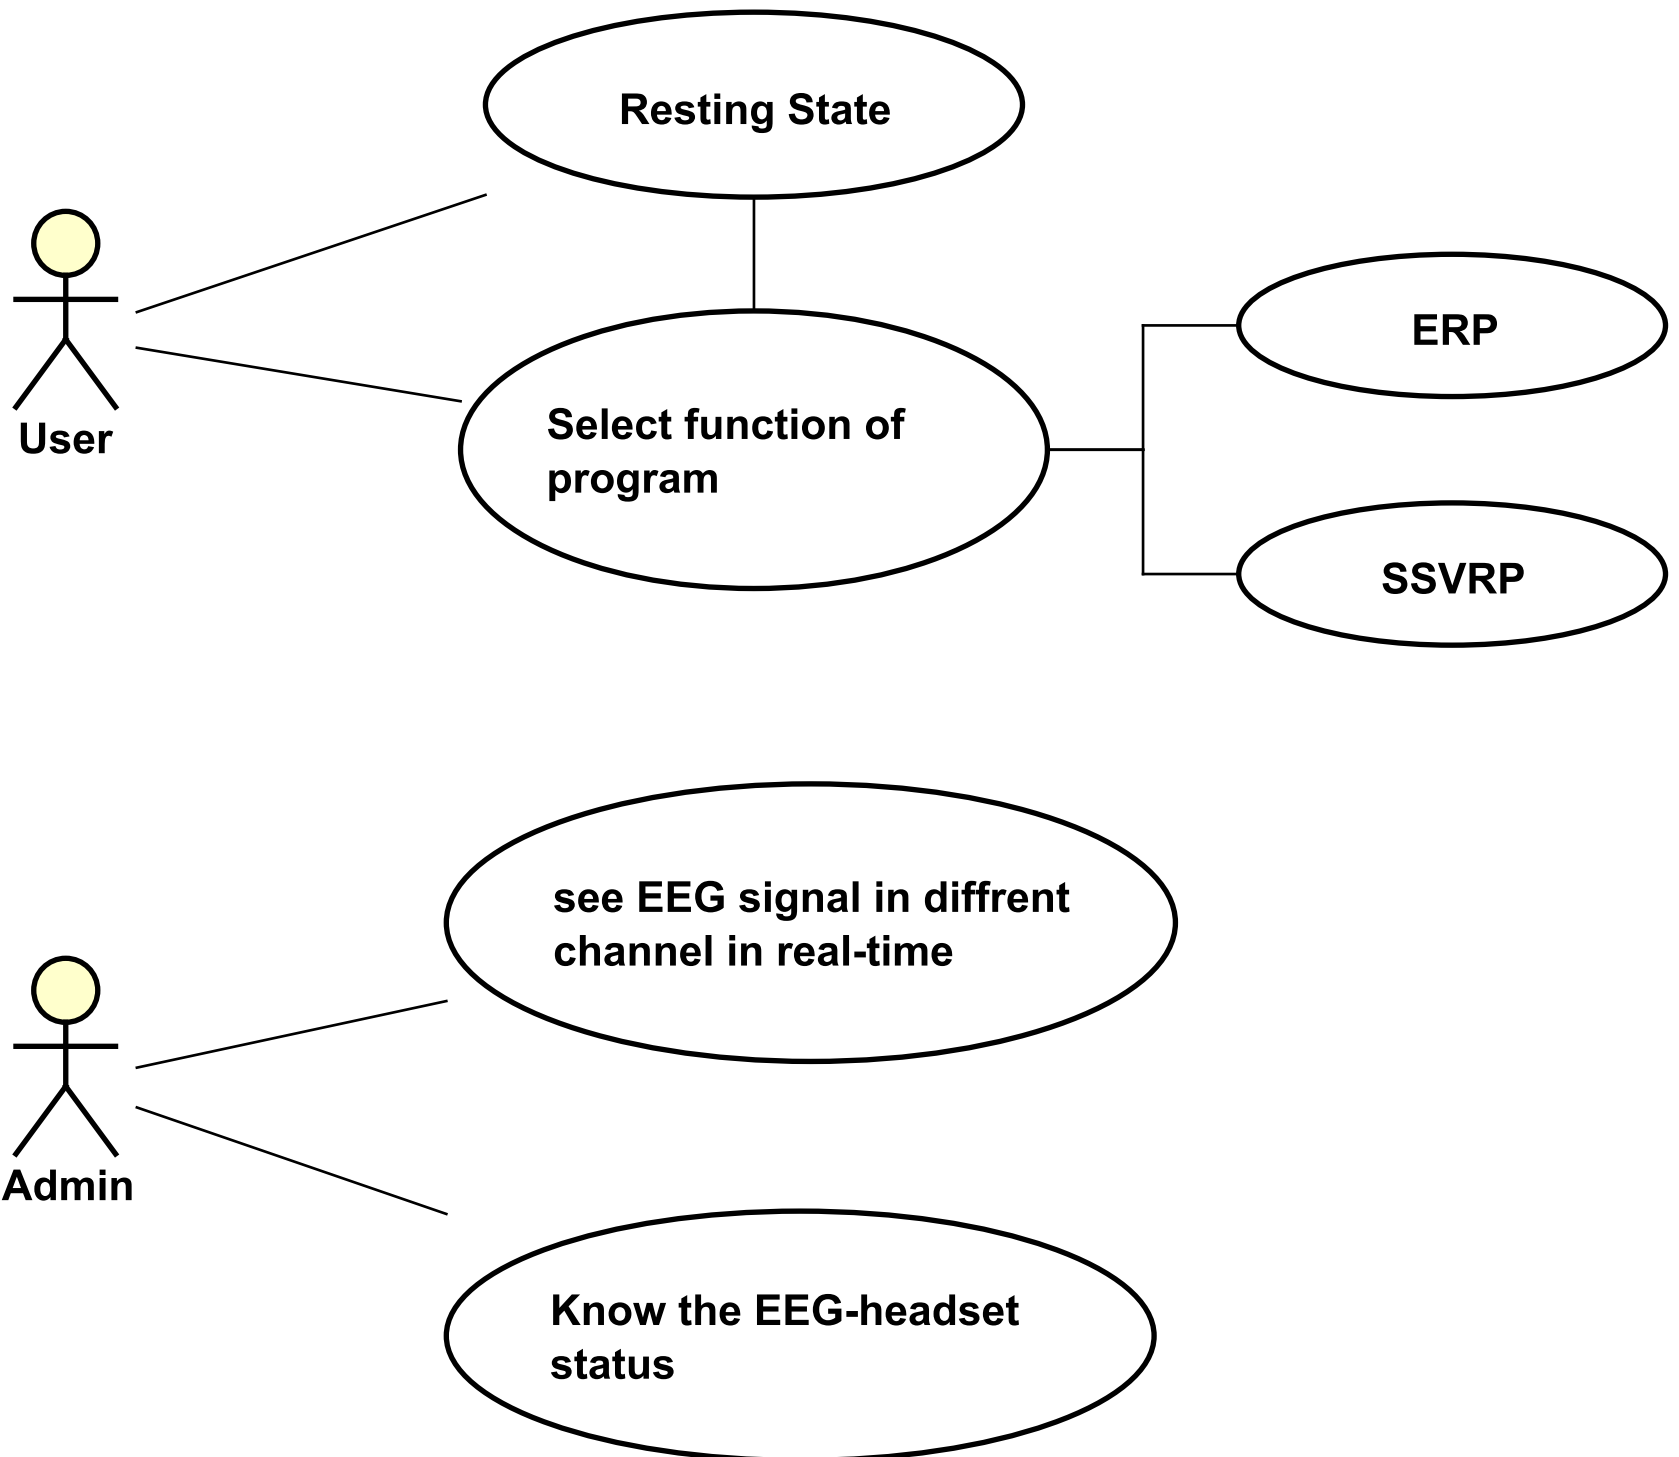 Resting State
User
Select function of
program
ERP
SSVRP
see EEG signal in diffrent
channel in real-time
Admin
Know the EEG-headset
status